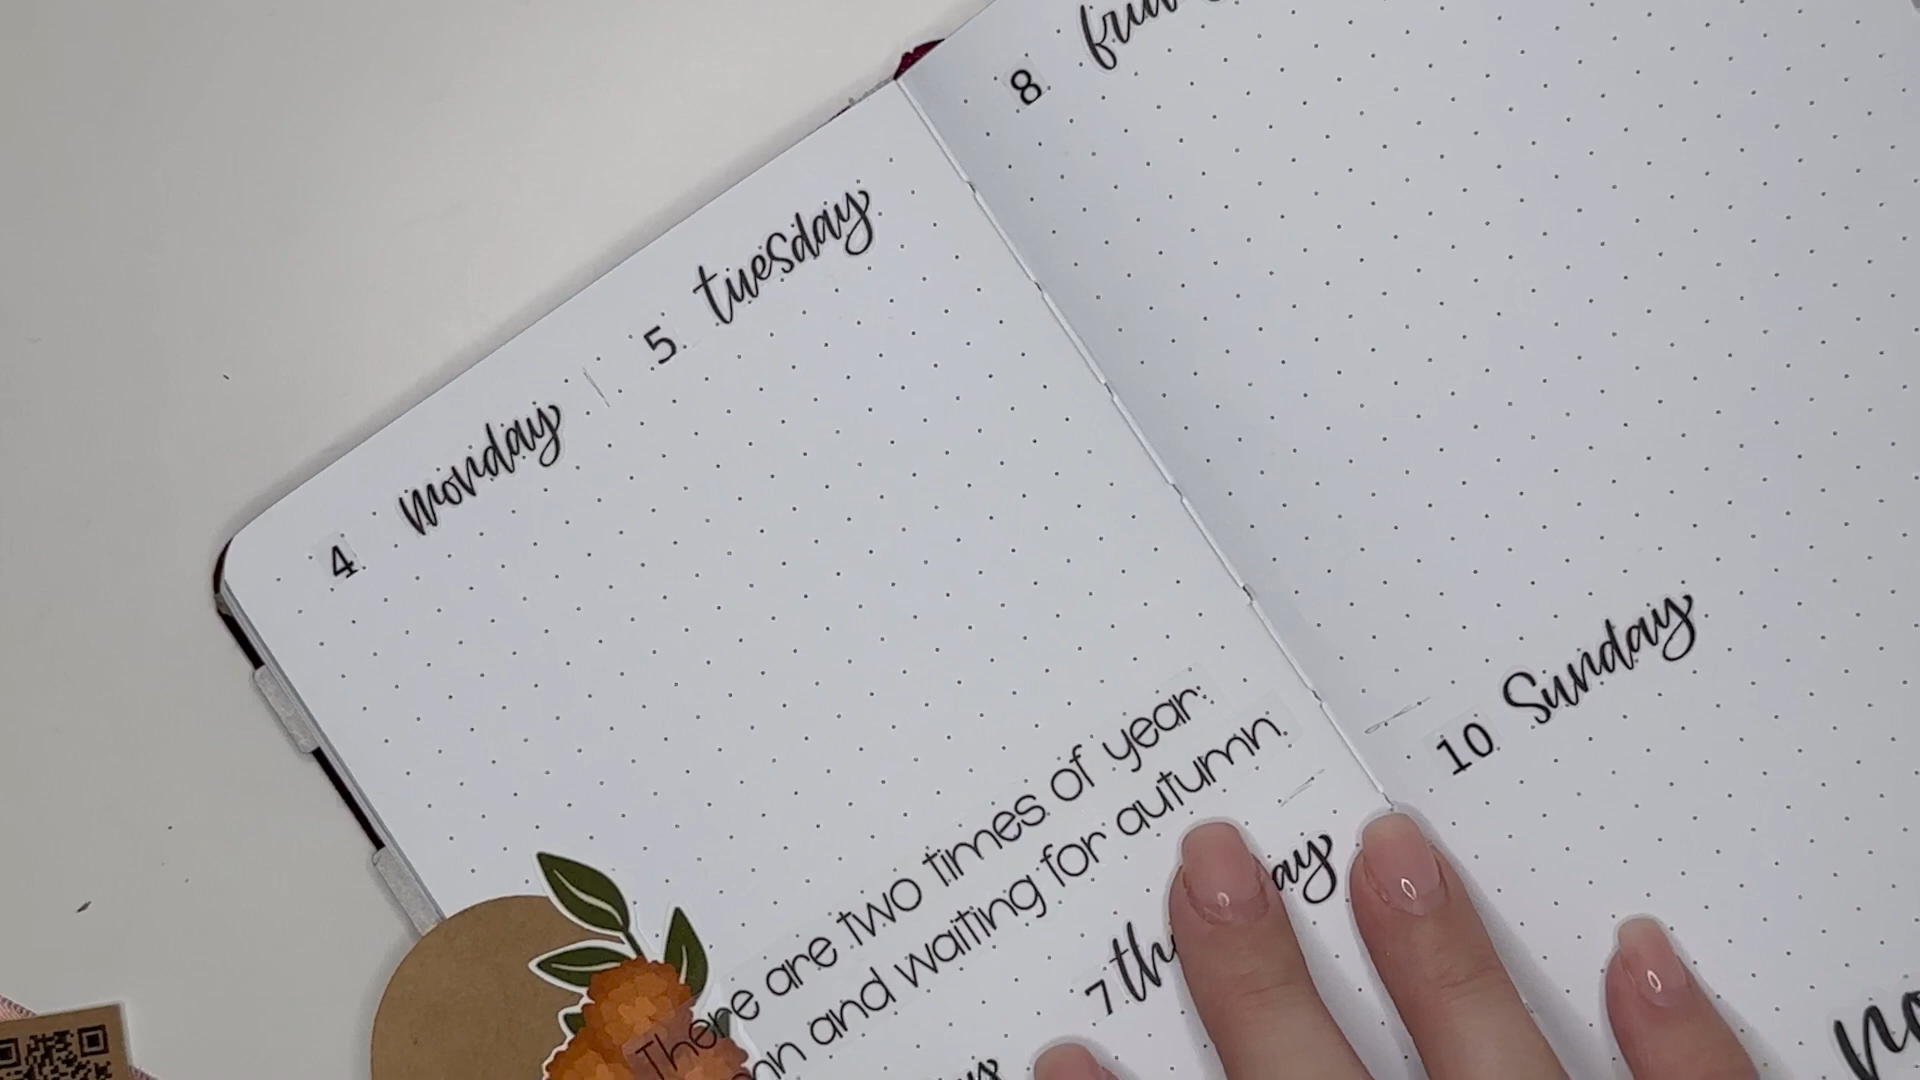 4 monday
5 tuesday
There are two times of year:
and waiting for autumn
7
8
10 Sunday